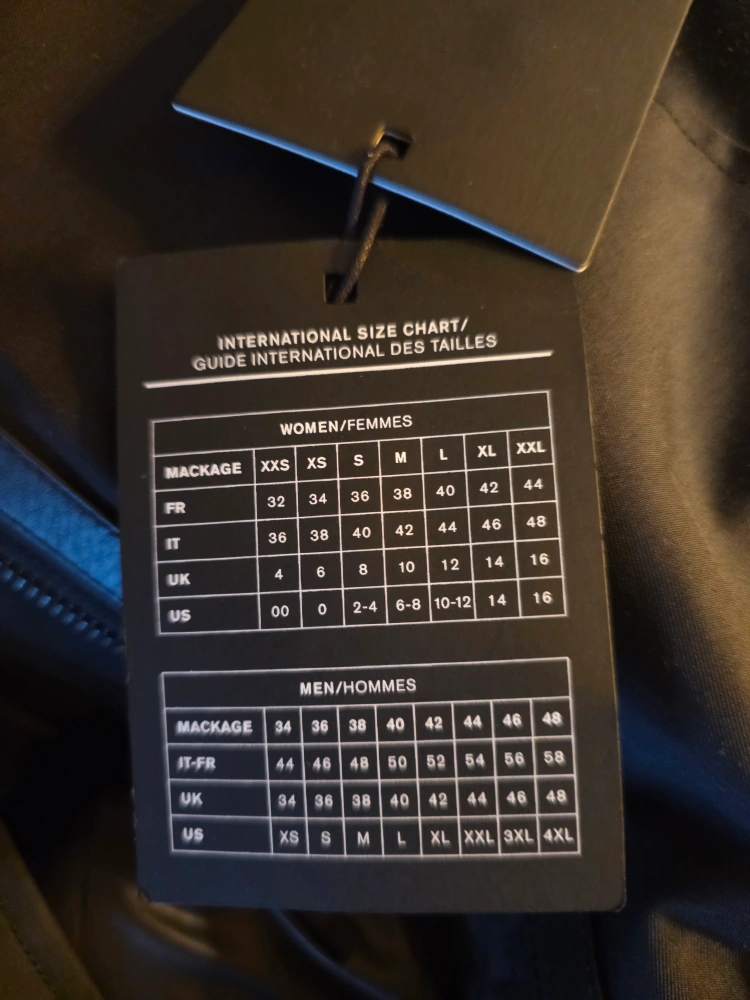 INTERNATIONAL SIZE CHART/
GUIDE INTERNATIONAL DES TAILLES
WOMEN/FEMMES
MACKAGE XXS XS S M L XL XXL
FR 32 34 36 38 40 42 44
IT 36 38 40 42 44 46 48
UK 4 6 8 10 12 14 16
US 00 0 2-4 6-8 10-12 14 16
MEN/HOMMES
MACKAGE 34 36 38 40 42 44 46 48
IT-FR 44 46 48 50 52 54 56 58
UK 34 36 38 40 42 44 46 48
US XS S M L XL XXL 3XL 4XL